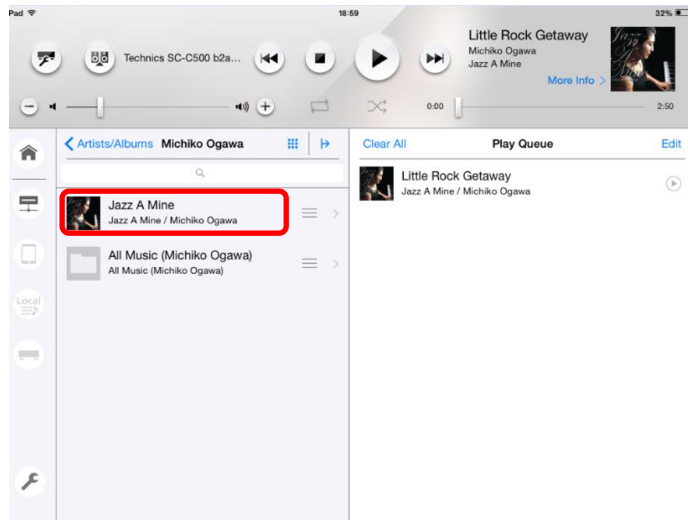 Pad 18:59 32%
Technics SC-C500 b2a...
Little Rock Getaway
Michiko Ogawa
Jazz A Mine
More Info >
0:00 2:50
Artists/Albums Michiko Ogawa
Clear All Play Queue Edit
Jazz A Mine
Jazz A Mine / Michiko Ogawa
All Music (Michiko Ogawa)
All Music (Michiko Ogawa)
Little Rock Getaway
Jazz A Mine / Michiko Ogawa
Local